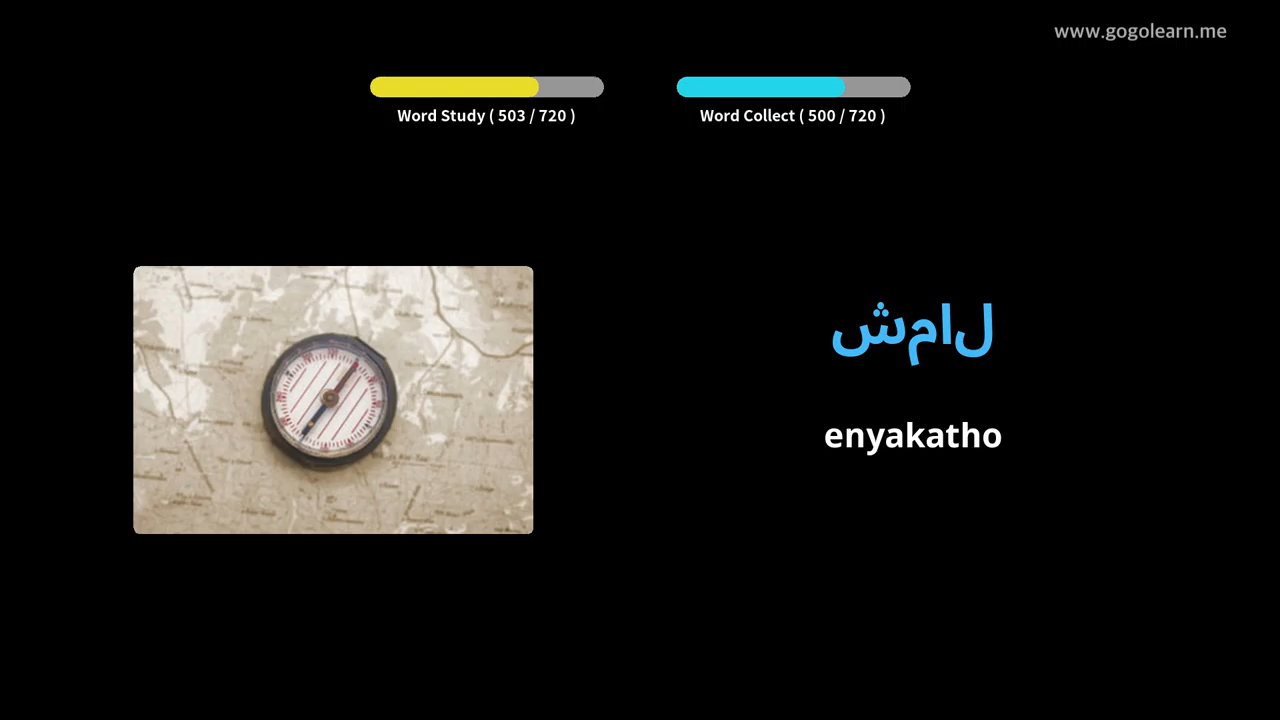 www.gogolearn.me
Word Study ( 503 / 720 )
Word Collect ( 500 / 720 )
شمال
enyakatho